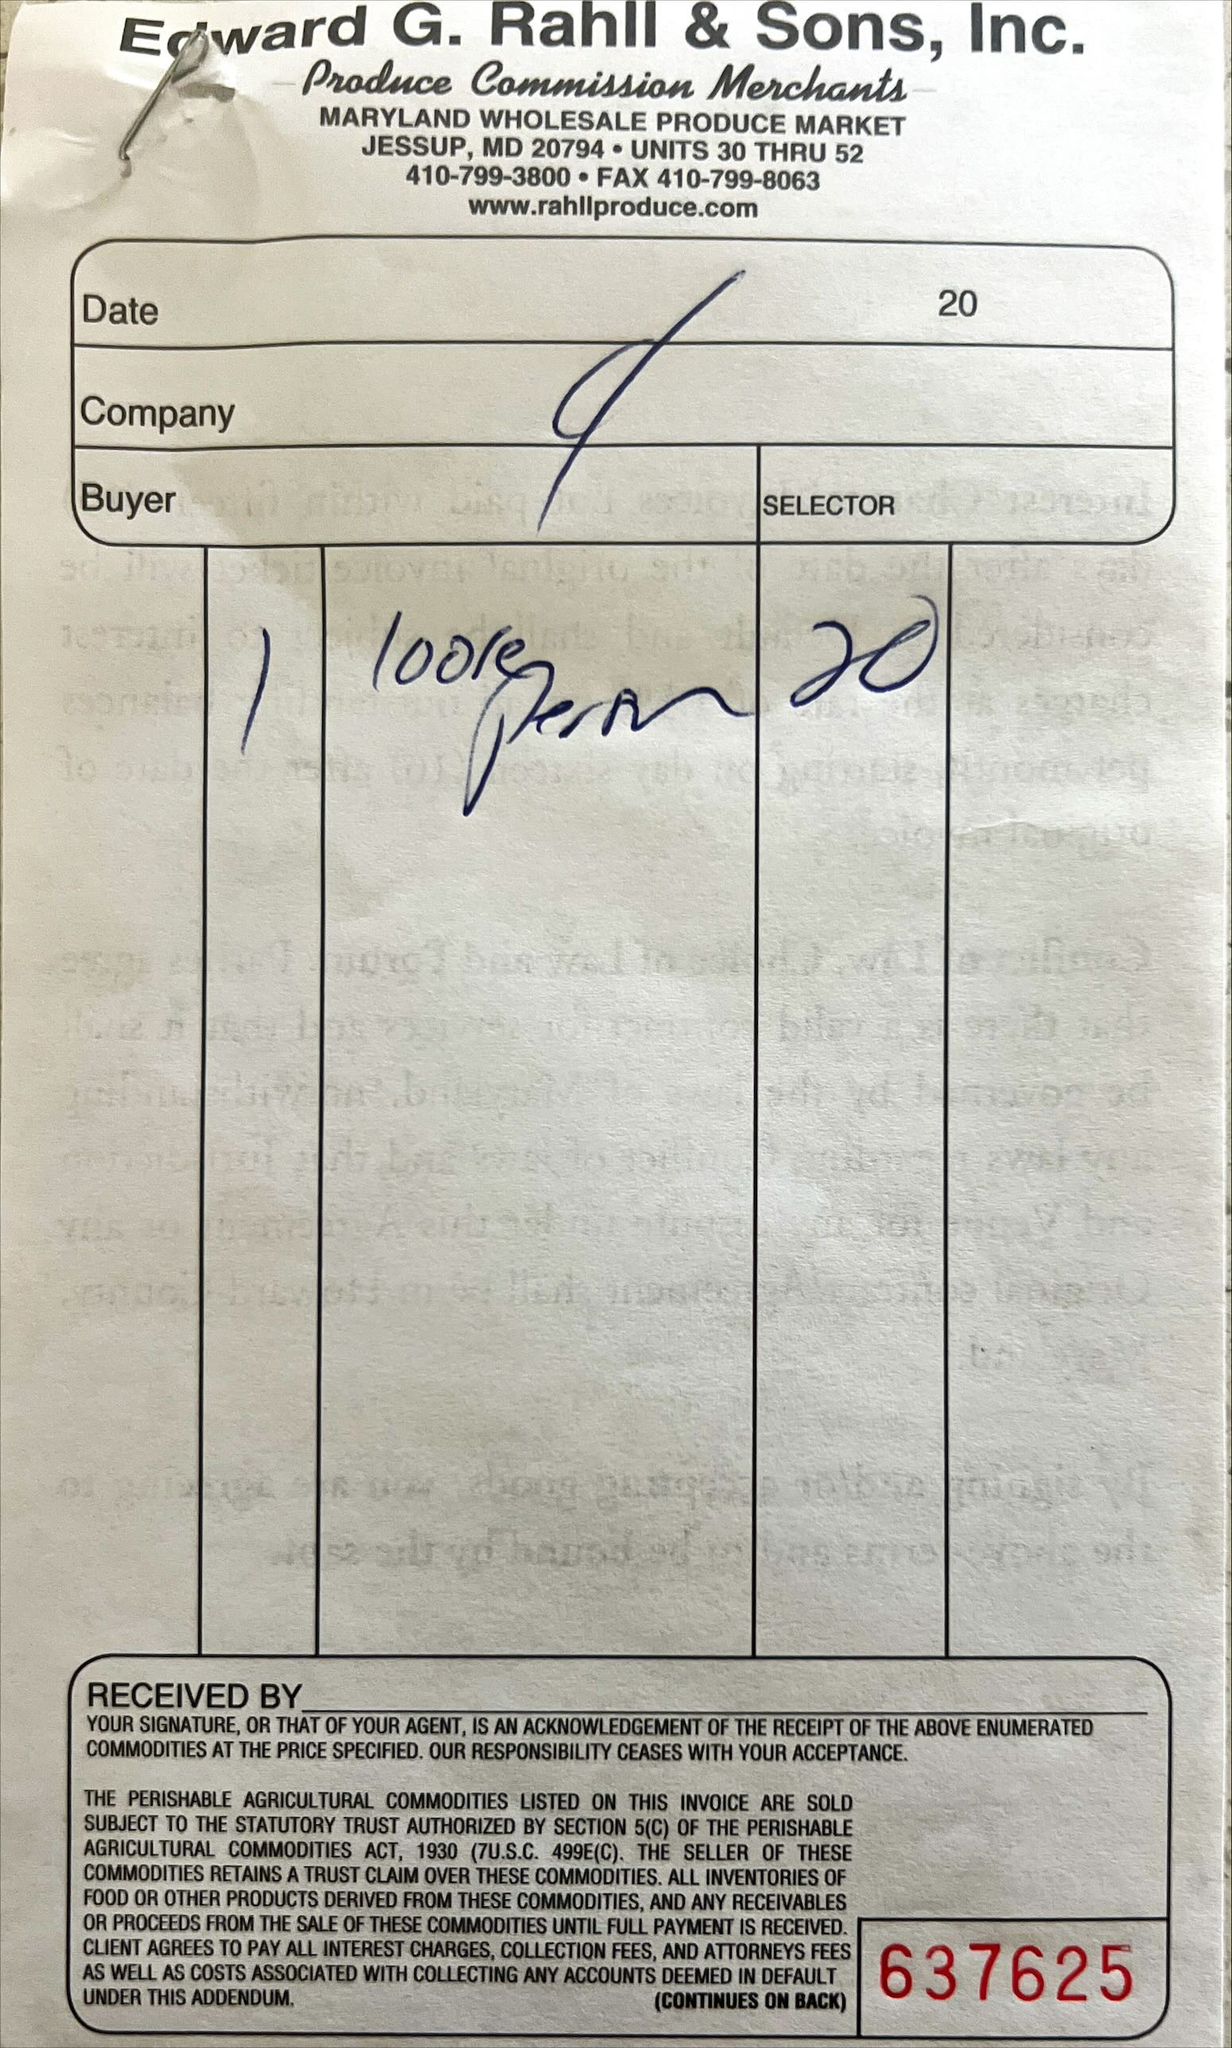 Edward G. Rahll & Sons, Inc.
Produce Commission Merchants
MARYLAND WHOLESALE PRODUCE MARKET
JESSUP, MD 20794 • UNITS 30 THRU 52
410-799-3800 • FAX 410-799-8063
www.rahllproduce.com
Date 20
Company
Buyer SELECTOR
1 loose 20
RECEIVED BY
YOUR SIGNATURE, OR THAT OF YOUR AGENT, IS AN ACKNOWLEDGEMENT OF THE RECEIPT OF THE ABOVE ENUMERATED
COMMODITIES AT THE PRICE SPECIFIED. OUR RESPONSIBILITY CEASES WITH YOUR ACCEPTANCE.
THE PERISHABLE AGRICULTURAL COMMODITIES LISTED ON THIS INVOICE ARE SOLD
SUBJECT TO THE STATUTORY TRUST AUTHORIZED BY SECTION 5(C) OF THE PERISHABLE
AGRICULTURAL COMMODITIES ACT, 1930 (7U.S.C. 499E(C). THE SELLER OF THESE
COMMODITIES RETAINS A TRUST CLAIM OVER THESE COMMODITIES. ALL INVENTORIES OF
FOOD OR OTHER PRODUCTS DERIVED FROM THESE COMMODITIES, AND ANY RECEIVABLES
OR PROCEEDS FROM THE SALE OF THESE COMMODITIES UNTIL FULL PAYMENT IS RECEIVED.
CLIENT AGREES TO PAY ALL INTEREST CHARGES, COLLECTION FEES, AND ATTORNEYS FEES
AS WELL AS COSTS ASSOCIATED WITH COLLECTING ANY ACCOUNTS DEEMED IN DEFAULT
UNDER THIS ADDENDUM. (CONTINUES ON BACK)
637625